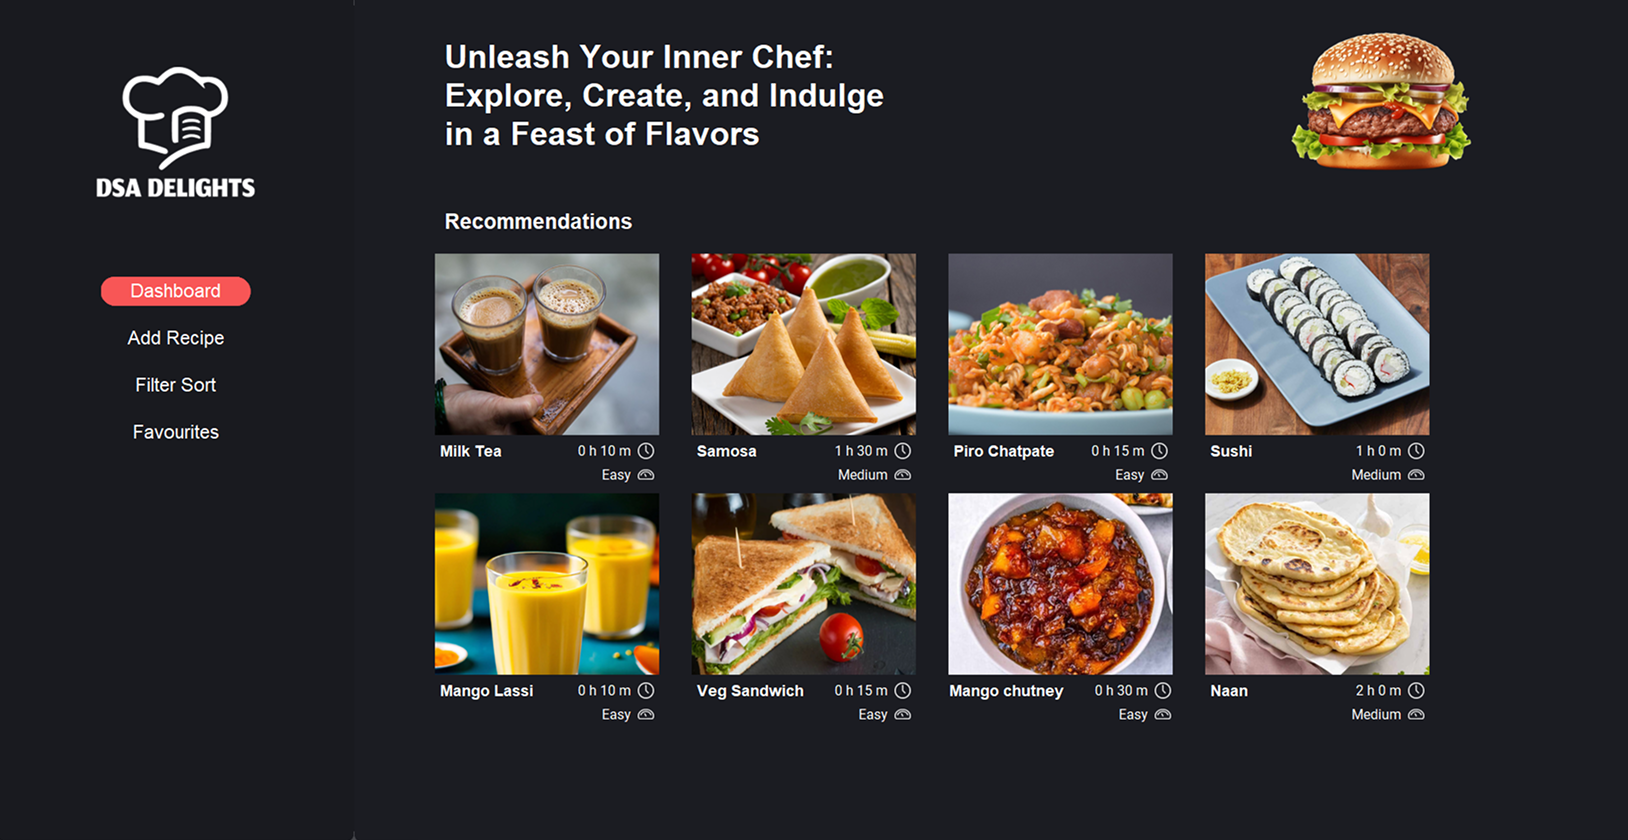 DSA DELIGHTS
Dashboard
Add Recipe
Filter Sort
Favourites
Unleash Your Inner Chef:
Explore, Create, and Indulge
in a Feast of Flavors
Recommendations
Milk Tea 0 h 10 m
Easy
Samosa 1 h 30 m
Medium
Piro Chatpate 0 h 15 m
Easy
Sushi 1 h 0 m
Medium
Mango Lassi 0 h 10 m
Easy
Veg Sandwich 0 h 15 m
Easy
Mango chutney 0 h 30 m
Easy
Naan 2 h 0 m
Medium